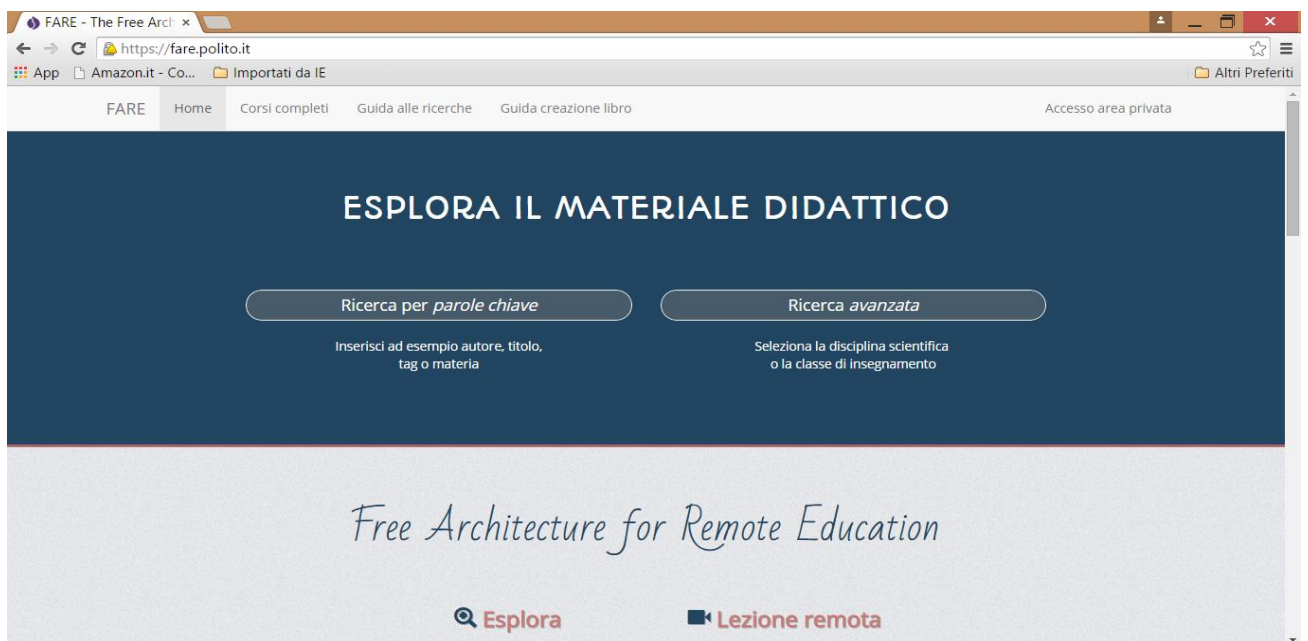 FARE - The Free Arch
https://fare.polito.it
App Amazon.it - Co... Importati da IE Altri Preferiti
FARE Home Corsi completi Guida alle ricerche Guida creazione libro Accesso area privata
ESPLORA IL MATERIALE DIDATTICO
Ricerca per parole chiave
Inserisci ad esempio autore, titolo,
tag o materia
Ricerca avanzata
Seleziona la disciplina scientifica
o la classe di insegnamento
Free Architecture for Remote Education
Esplora Lezione remota